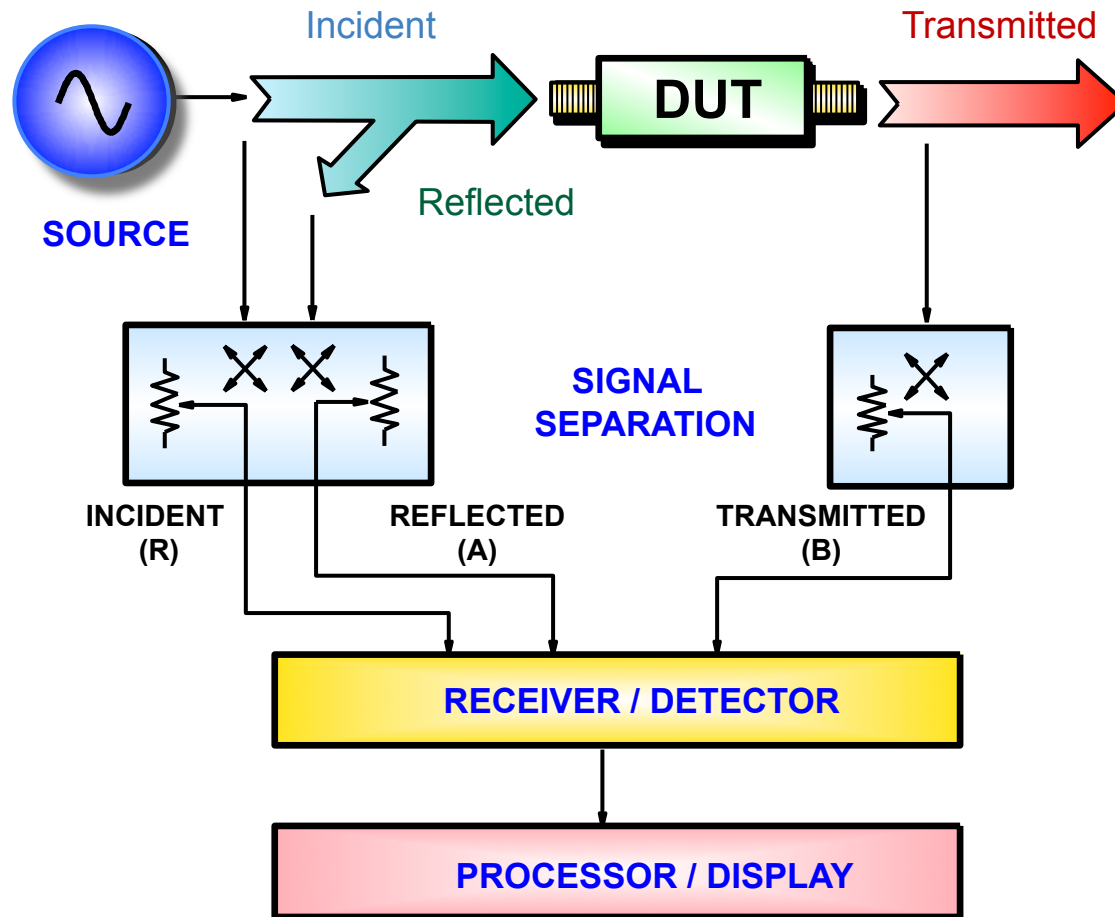 Incident
Transmitted
DUT
Reflected
SOURCE
SIGNAL
SEPARATION
INCIDENT
(R)
REFLECTED
(A)
TRANSMITTED
(B)
RECEIVER / DETECTOR
PROCESSOR / DISPLAY